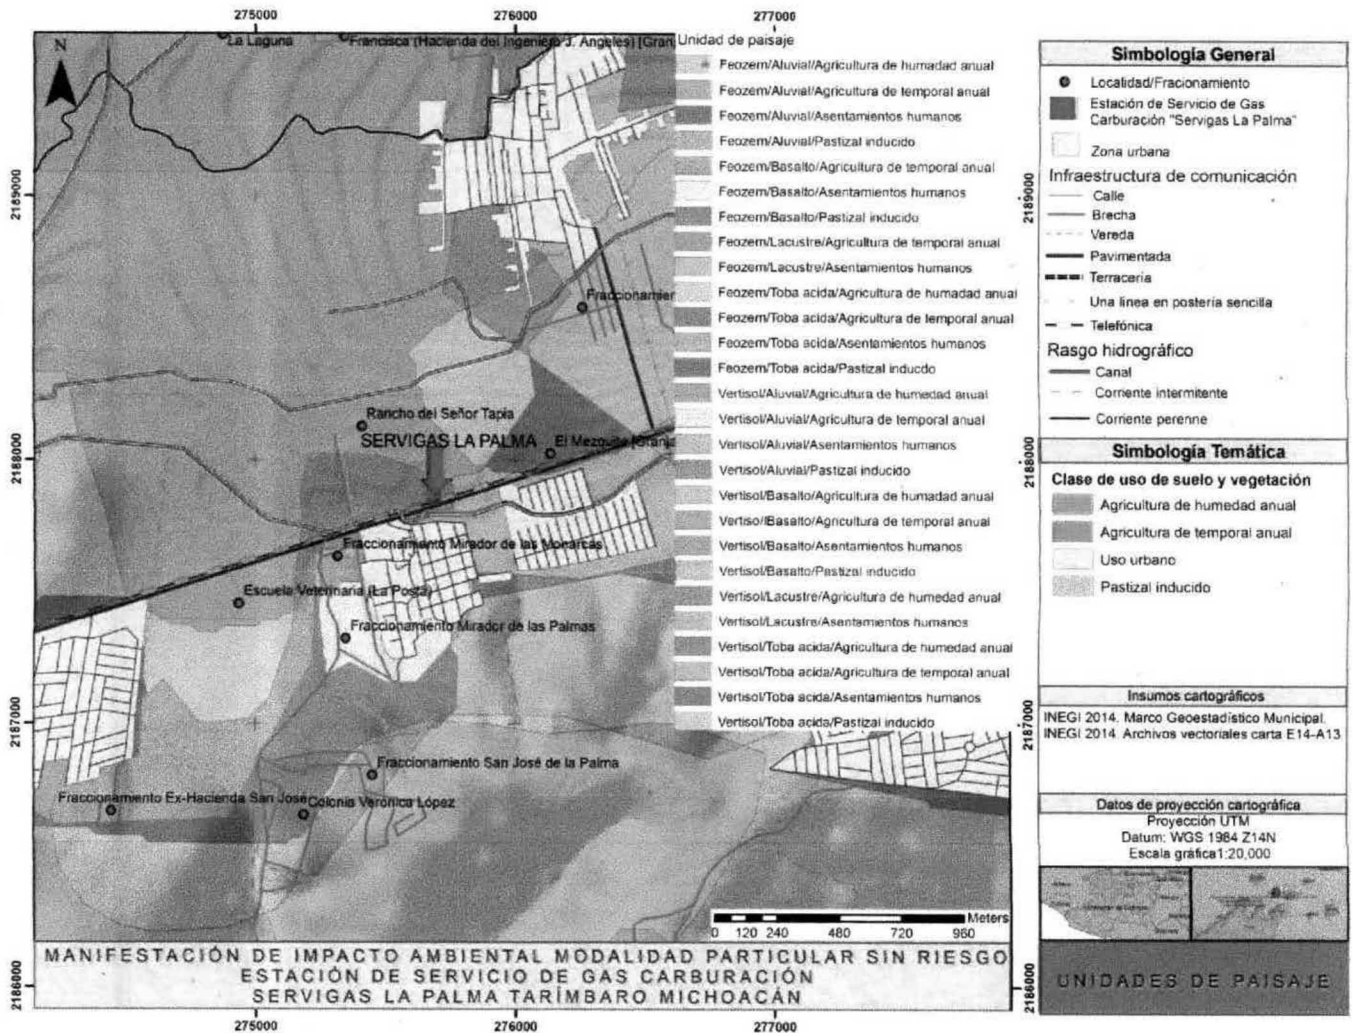 275000
276000
277000
N
La Laguna
Francisca (Hacienda del Ingeniero J. Angeles) [Gran
2189000
Fraccionamien
Rancho del Señor Tapia
SERVIGAS LA PALMA
El Mezquite [Granja
2188000
Fraccionamiento Mirador de las Monarcas
Escuela Veterinaria (La Posta)
Fraccionamiento Mirador de las Palmas
2187000
Fraccionamiento San José de la Palma
Fraccionamiento Ex-Hacienda San José
Colonia Verónica López
Meters
0 120 240 480 720 960
2186000
MANIFESTACIÓN DE IMPACTO AMBIENTAL MODALIDAD PARTICULAR SIN RIESGO
ESTACIÓN DE SERVICIO DE GAS CARBURACIÓN
SERVIGAS LA PALMA TARÍMBARO MICHOACÁN
275000
276000
277000
Unidad de paisaje
Feozem/Aluvial/Agricultura de humadad anual
Feozem/Aluvial/Agricultura de temporal anual
Feozem/Aluvial/Asentamientos humanos
Feozem/Aluvial/Pastizal inducido
Feozem/Basalto/Agricultura de temporal anual
Feozem/Basalto/Asentamientos humanos
Feozem/Basalto/Pastizal inducido
Feozem/Lacustre/Agricultura de temporal anual
Feozem/Lacustre/Asentamientos humanos
Feozem/Toba acida/Agricultura de humadad anual
Feozem/Toba acida/Agricultura de temporal anual
Feozem/Toba acida/Asentamientos humanos
Feozem/Toba acida/Pastizal inducdo
Vertisol/Aluvial/Agricultura de humedad anual
Vertisol/Aluvial/Agricultura de temporal anual
Vertisol/Aluvial/Asentamientos humanos
Vertisol/Aluvial/Pastizal inducido
Vertisol/Basalto/Agricultura de humadad anual
Vertisol/Basalto/Agricultura de temporal anual
Vertisol/Basalto/Asentamientos humanos
Vertisol/Basalto/Pastizal inducido
Vertisol/Lacustre/Agricultura de humedad anual
Vertisol/Lacustre/Asentamientos humanos
Vertisol/Toba acida/Agricultura de humedad anual
Vertisol/Toba acida/Agricultura de temporal anual
Vertisol/Toba acida/Asentamientos humanos
Vertisol/Toba acida/Pastizal inducido
2189000
2188000
2187000
2186000
Simbología General
Localidad/Fracionamiento
Estación de Servicio de Gas
Carburación "Servigas La Palma"
Zona urbana
Infraestructura de comunicación
Calle
Brecha
Vereda
Pavimentada
Terracería
Una linea en postería sencilla
Telefónica
Rasgo hidrográfico
Canal
Corriente intermitente
Corriente perenne
Simbología Temática
Clase de uso de suelo y vegetación
Agricultura de humedad anual
Agricultura de temporal anual
Uso urbano
Pastizal inducido
Insumos cartográficos
INEGI 2014. Marco Geoestadístico Municipal.
INEGI 2014. Archivos vectoriales carta E14-A13
Datos de proyección cartográfica
Proyección UTM
Datum: WGS 1984 Z14N
Escala gráfica1:20,000
UNIDADES DE PAISAJE